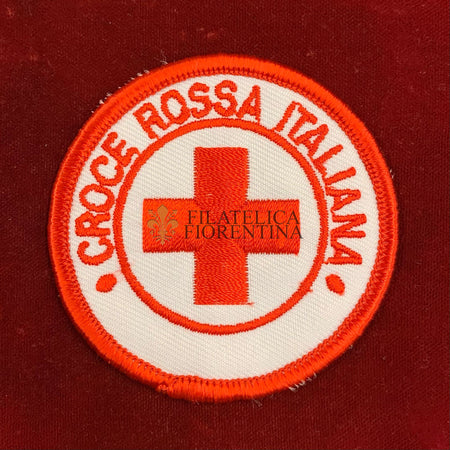 • CROCE ROSSA ITALIANA •
FILATELICA
FIORENTINA